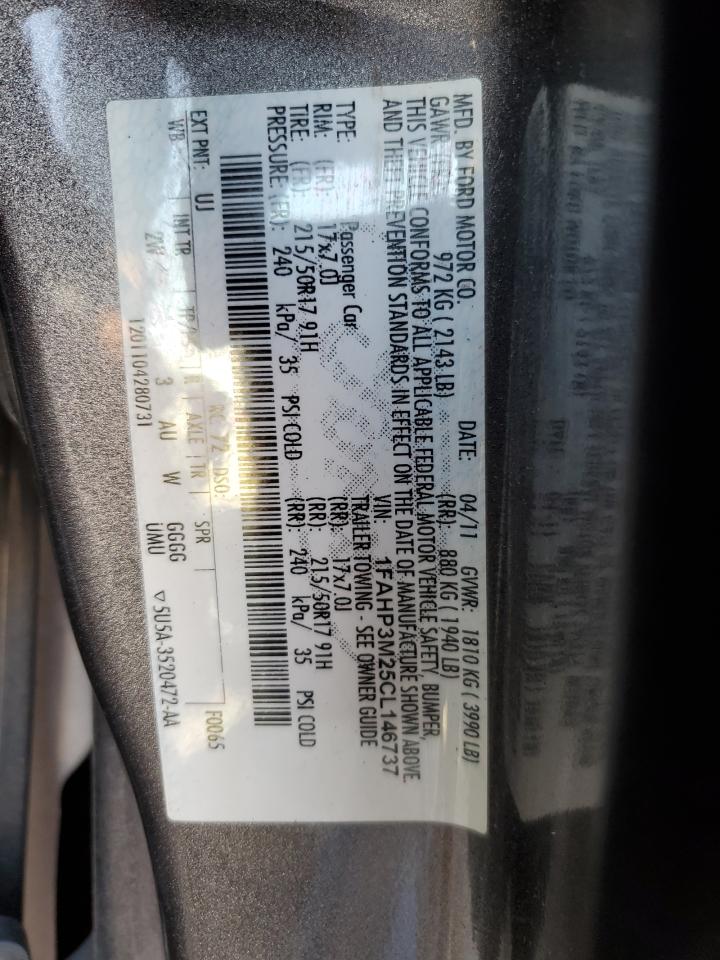 MFD. BY FORD MOTOR CO. DATE: 04/11 GVWR: 1810 KG ( 3990 LB)
972 KG ( 2143 LB) (RR): 880 KG ( 1940 LB)
THIS VEHICLE CONFORMS TO ALL APPLICABLE FEDERAL MOTOR VEHICLE SAFETY, BUMPER,
AND THEFT PREVENTION STANDARDS IN EFFECT ON THE DATE OF MANUFACTURE SHOWN ABOVE.
VIN: 1FAHP3M25CL146737
TYPE: Passenger Car TRAILER TOWING - SEE OWNER GUIDE
RIM: (FR): 17x7.0J (RR): 17x7.0J
TIRE: (FR): 215/50R17 91H (RR): 215/50R17 91H
PRESSURE (FR): 240 kPa/ 35 PSI COLD (RR): 240 kPa/ 35 PSI COLD
EXT PNT: UJ RC: 72 DSO: F0065
WB INT TR R AXLE TR SPR
3 AU W GGGG
UMU
1201104280731 ▽5U5A-3520472-AA